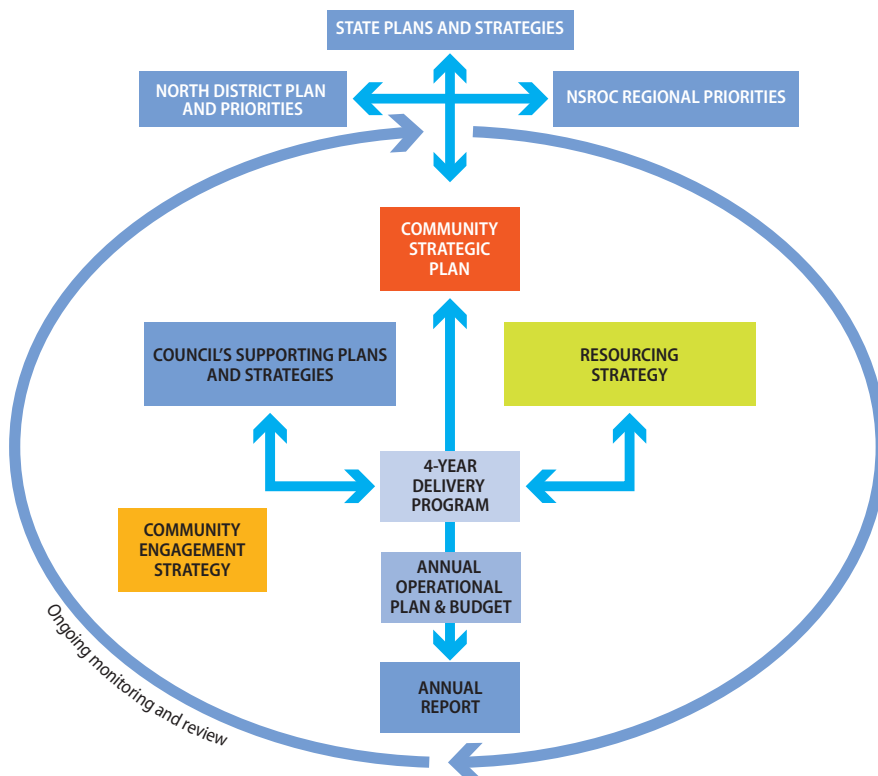 STATE PLANS AND STRATEGIES
NORTH DISTRICT PLAN
AND PRIORITIES
NSROC REGIONAL PRIORITIES
COMMUNITY
STRATEGIC
PLAN
COUNCIL'S SUPPORTING PLANS
AND STRATEGIES
RESOURCING
STRATEGY
4-YEAR
DELIVERY
PROGRAM
COMMUNITY
ENGAGEMENT
STRATEGY
ANNUAL
OPERATIONAL
PLAN & BUDGET
ANNUAL
REPORT
Ongoing monitoring and review